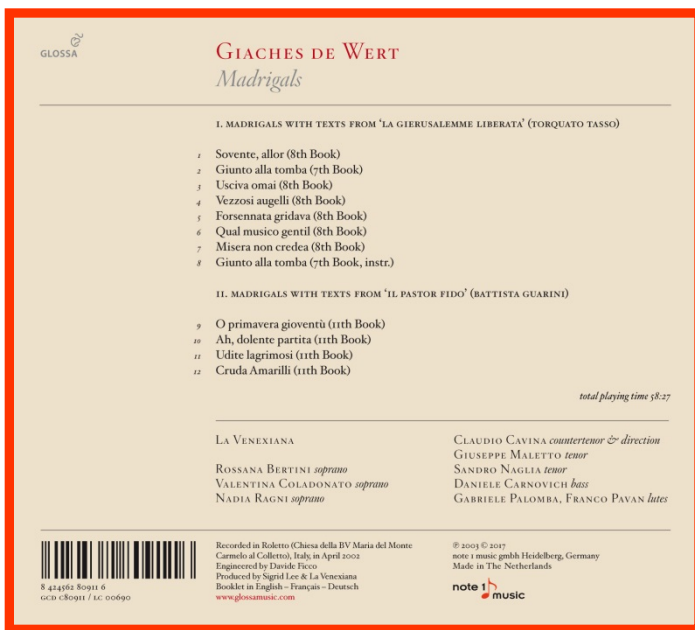 GLOSSA
Giaches de Wert
Madrigals
I. MADRIGALS WITH TEXTS FROM ‘LA GIERUSALEMME LIBERATA’ (TORQUATO TASSO)
1 Sovente, allor (8th Book)
2 Giunto alla tomba (7th Book)
3 Usciva omai (8th Book)
4 Vezzosi augelli (8th Book)
5 Forsennata gridava (8th Book)
6 Qual musico gentil (8th Book)
7 Misera non credea (8th Book)
8 Giunto alla tomba (7th Book, instr.)
II. MADRIGALS WITH TEXTS FROM ‘IL PASTOR FIDO’ (BATTISTA GUARINI)
9 O primavera gioventù (11th Book)
10 Ah, dolente partita (11th Book)
11 Udite lagrimosi (11th Book)
12 Cruda Amarilli (11th Book)
total playing time 58:27
La Venexiana
Rossana Bertini soprano
Valentina Coladonato soprano
Nadia Ragni soprano
Claudio Cavina countertenor & direction
Giuseppe Maletto tenor
Sandro Naglia tenor
Daniele Carnovich bass
Gabriele Palomba, Franco Pavan lutes
8 424562 80911 6
GCD C80911 / LC 00690
Recorded in Roletto (Chiesa della BV Maria del Monte
Carmelo al Colletto), Italy, in April 2002
Engineered by Davide Ficco
Produced by Sigrid Lee & La Venexiana
Booklet in English – Français – Deutsch
www.glossamusic.com
℗ 2003 © 2017
note 1 music gmbh Heidelberg, Germany
Made in The Netherlands
note 1
music